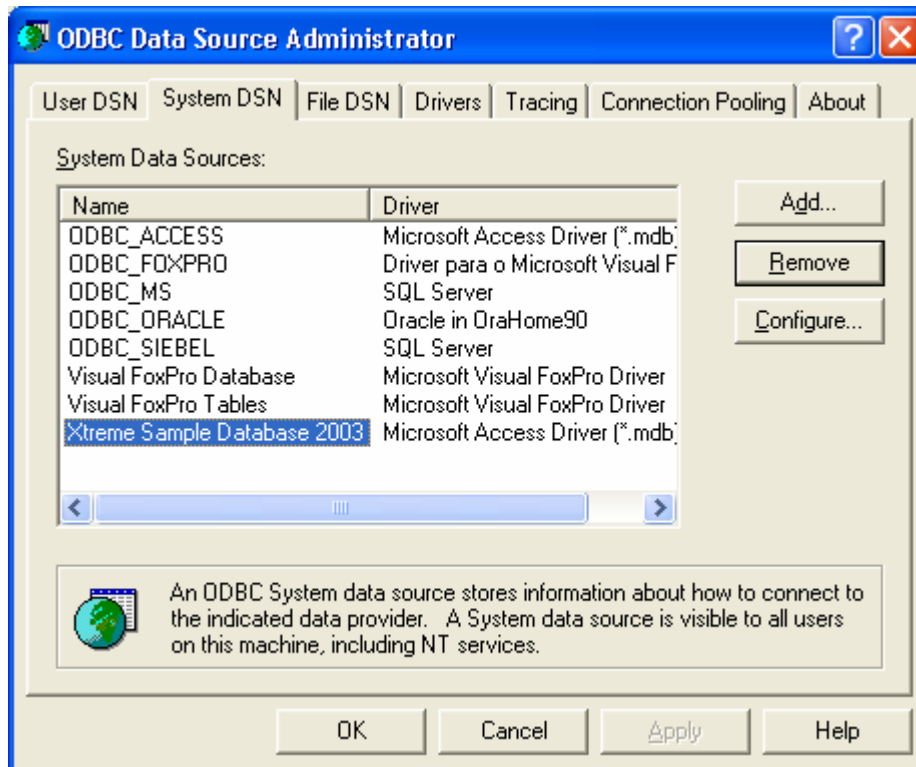 ODBC Data Source Administrator
User DSN System DSN File DSN Drivers Tracing Connection Pooling About
System Data Sources:
Name Driver
ODBC_ACCESS Microsoft Access Driver (*.mdb)
ODBC_FOXPRO Driver para o Microsoft Visual F
ODBC_MS SQL Server
ODBC_ORACLE Oracle in OraHome90
ODBC_SIEBEL SQL Server
Visual FoxPro Database Microsoft Visual FoxPro Driver
Visual FoxPro Tables Microsoft Visual FoxPro Driver
Xtreme Sample Database 2003 Microsoft Access Driver (*.mdb)
Add...
Remove
Configure...
An ODBC System data source stores information about how to connect to
the indicated data provider. A System data source is visible to all users
on this machine, including NT services.
OK Cancel Apply Help